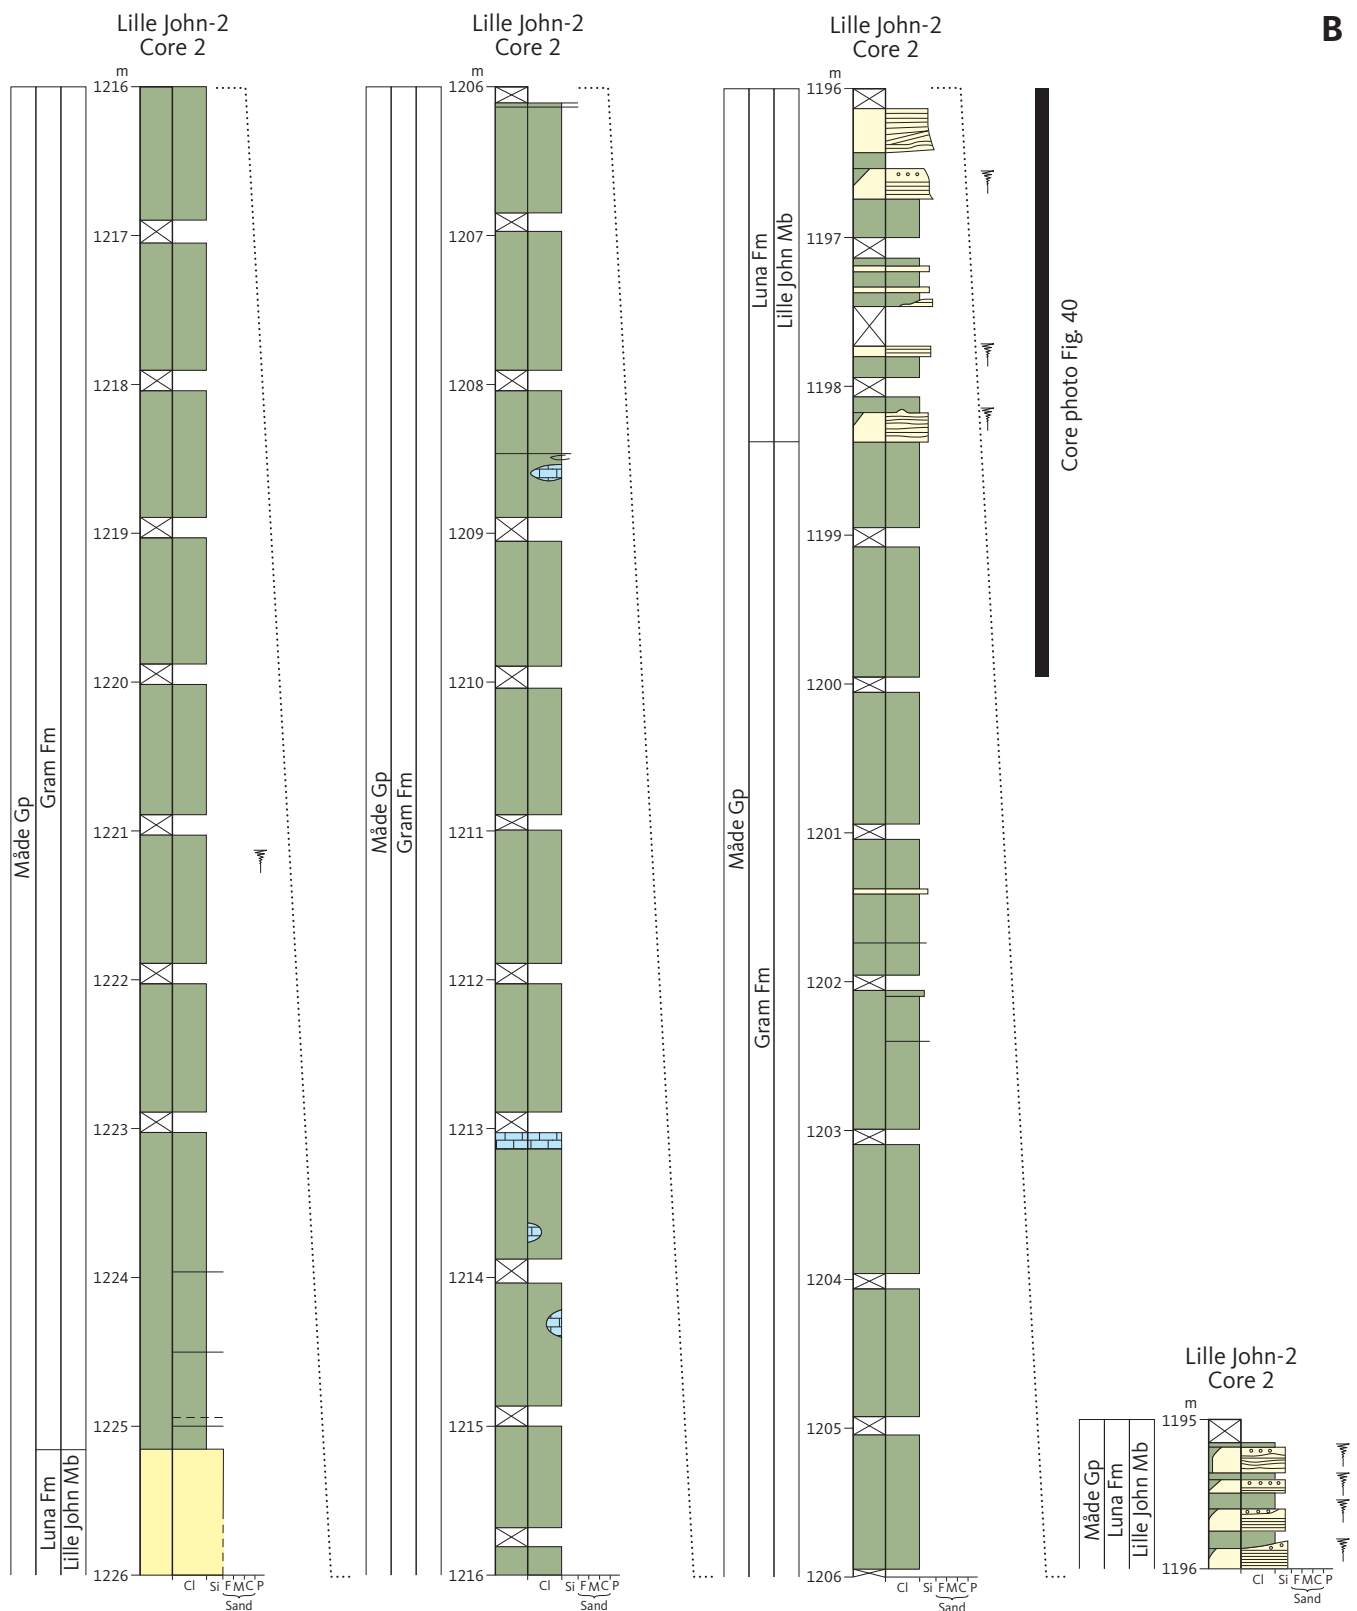 B
Lille John-2
Core 2
m
1216
1217
1218
1219
1220
1221
1222
1223
1224
1225
1226
Måde Gp
Gram Fm
Luna Fm
Lille John Mb
Cl Si F M C P
Sand
Lille John-2
Core 2
m
1206
1207
1208
1209
1210
1211
1212
1213
1214
1215
1216
Måde Gp
Gram Fm
Cl Si F M C P
Sand
Lille John-2
Core 2
m
1196
1197
1198
1199
1200
1201
1202
1203
1204
1205
1206
Måde Gp
Luna Fm
Lille John Mb
Gram Fm
Cl Si F M C P
Sand
Core photo Fig. 40
Lille John-2
Core 2
m
1195
1196
Måde Gp
Luna Fm
Lille John Mb
Cl Si F M C P
Sand